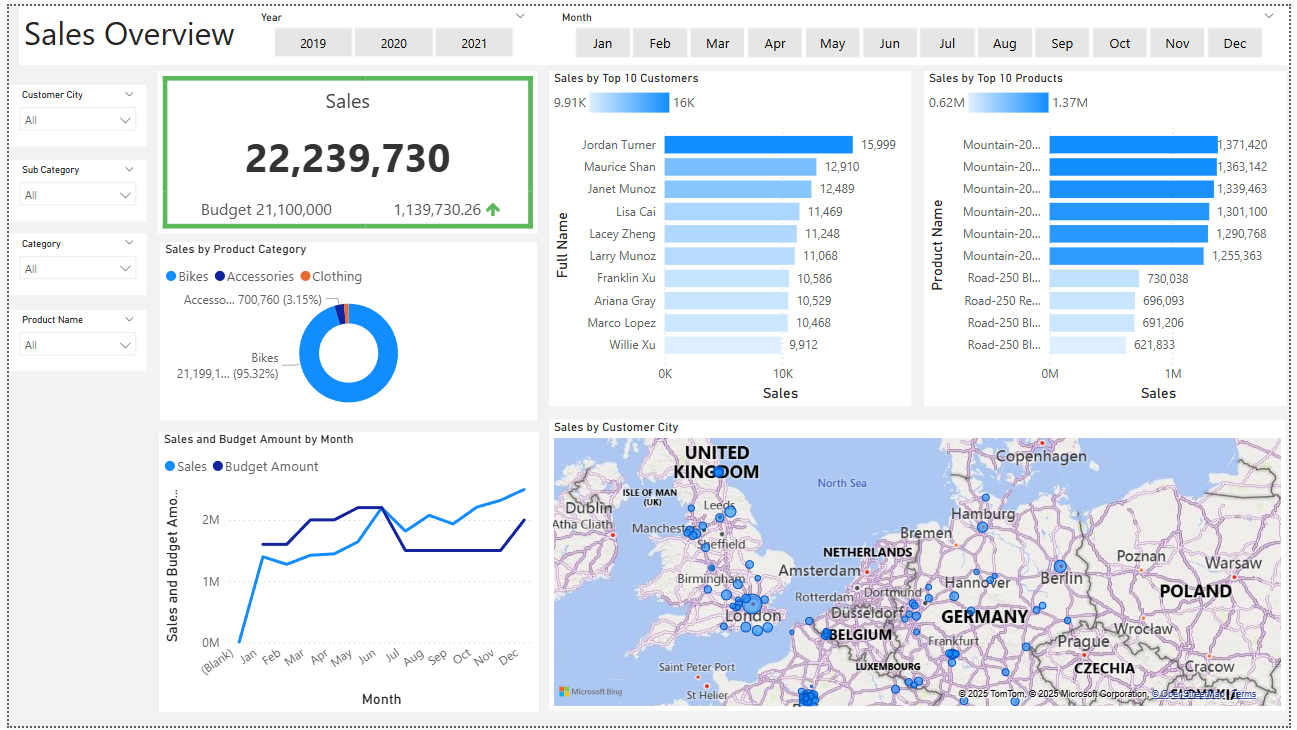 Sales Overview
Year
2019 2020 2021
Month
Jan Feb Mar Apr May Jun Jul Aug Sep Oct Nov Dec
Customer City
All
Sub Category
All
Category
All
Product Name
All
Sales
22,239,730
Budget 21,100,000 1,139,730.26
Sales by Product Category
Bikes Accessories Clothing
Accesso... 700,760 (3.15%)
Bikes
21,199,1... (95.32%)
Sales and Budget Amount by Month
Sales Budget Amount
Sales and Budget Amo...
2M
1M
0M
(Blank) Jan Feb Mar Apr May Jun Jul Aug Sep Oct Nov Dec
Month
Sales by Top 10 Customers
9.91K 16K
Full Name
Jordan Turner 15,999
Maurice Shan 12,910
Janet Munoz 12,489
Lisa Cai 11,469
Lacey Zheng 11,248
Larry Munoz 11,068
Franklin Xu 10,586
Ariana Gray 10,529
Marco Lopez 10,468
Willie Xu 9,912
0K 10K
Sales
Sales by Top 10 Products
0.62M 1.37M
Product Name
Mountain-20... 1,371,420
Mountain-20... 1,363,142
Mountain-20... 1,339,463
Mountain-20... 1,301,100
Mountain-20... 1,290,768
Mountain-20... 1,255,363
Road-250 Bl... 730,038
Road-250 Re... 696,093
Road-250 Bl... 691,206
Road-250 Bl... 621,833
0M 1M
Sales
Sales by Customer City
UNITED
KINGDOM
Copenhagen
North Sea
ISLE OF MAN
(UK)
Dublin
Atha Cliath
Leeds
Hamburg
Manchest
Sheffield
Bremen
NETHERLANDS
Poznan
Warsaw
Amsterdam
Birmingham
Hannover
Berlin
POLAND
Rotterdam
Dortmund
London
Düsseldorf
GERMANY
Wrocław
BELGIUM
Frankfurt
Prague
Saint Peter Port
LUXEMBOURG
CZECHIA
Cracow
St Helier
Microsoft Bing
© 2025 TomTom, © 2025 Microsoft Corporation, © OpenStreetMap Terms